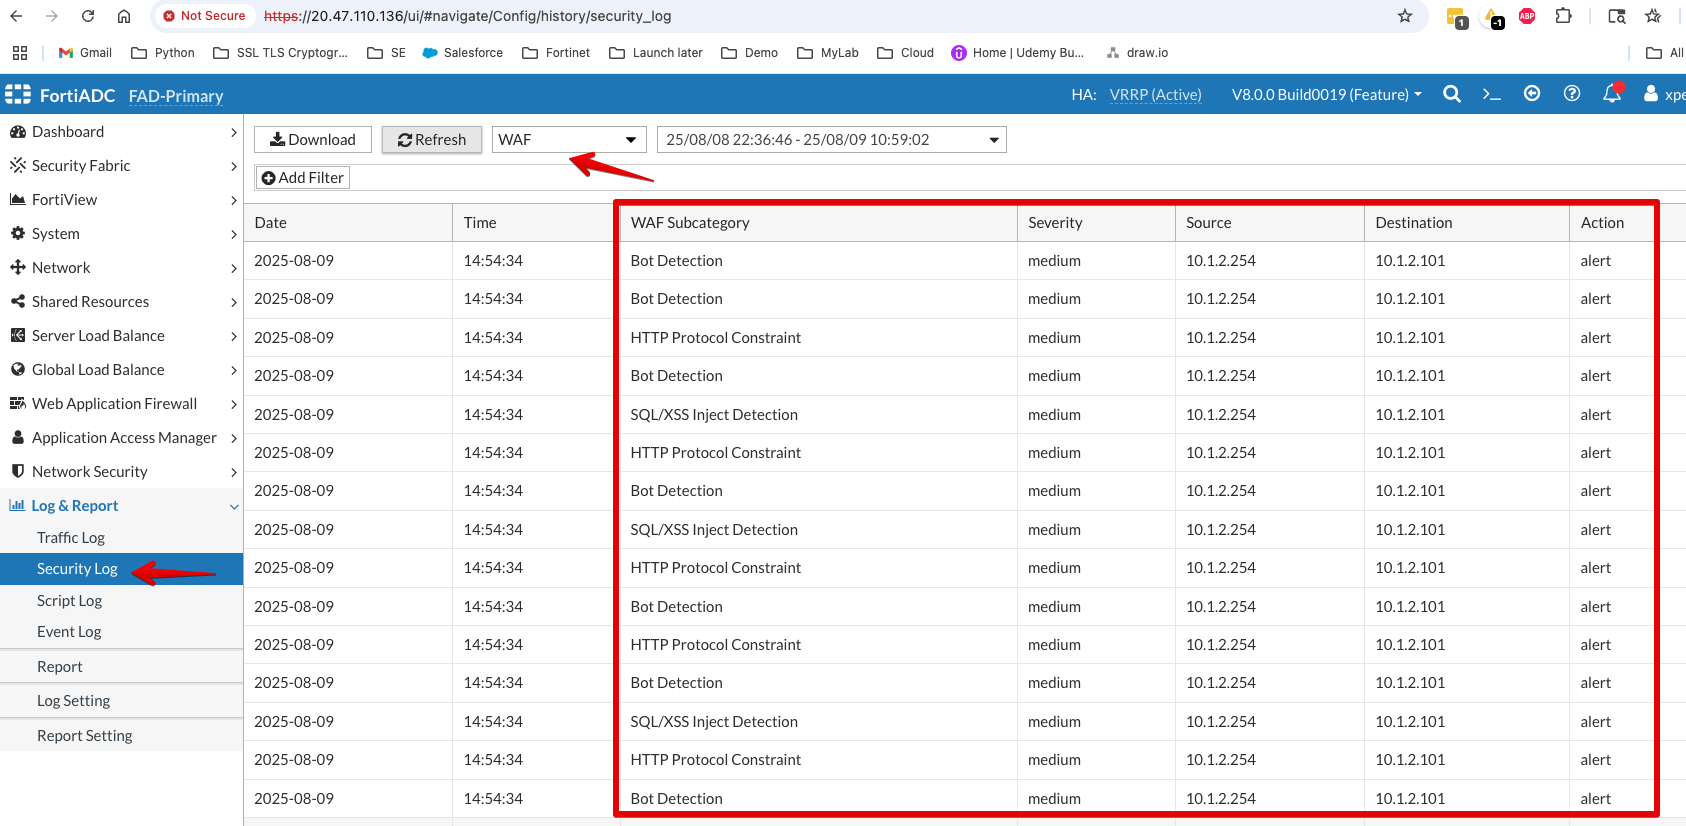 Not Secure https://20.47.110.136/ui/#navigate/Config/history/security_log 1 -1 ABP
Gmail Python SSL TLS Cryptogr... SE Salesforce Fortinet Launch later Demo MyLab Cloud Home | Udemy Bu... draw.io All
FortiADC FAD-Primary HA: VRRP (Active) V8.0.0 Build0019 (Feature) xpe
Dashboard
Security Fabric
FortiView
System
Network
Shared Resources
Server Load Balance
Global Load Balance
Web Application Firewall
Application Access Manager
Network Security
Log & Report
Traffic Log
Security Log
Script Log
Event Log
Report
Log Setting
Report Setting
Download Refresh WAF 25/08/08 22:36:46 - 25/08/09 10:59:02
Add Filter
Date Time WAF Subcategory Severity Source Destination Action
2025-08-09 14:54:34 Bot Detection medium 10.1.2.254 10.1.2.101 alert
2025-08-09 14:54:34 Bot Detection medium 10.1.2.254 10.1.2.101 alert
2025-08-09 14:54:34 HTTP Protocol Constraint medium 10.1.2.254 10.1.2.101 alert
2025-08-09 14:54:34 Bot Detection medium 10.1.2.254 10.1.2.101 alert
2025-08-09 14:54:34 SQL/XSS Inject Detection medium 10.1.2.254 10.1.2.101 alert
2025-08-09 14:54:34 HTTP Protocol Constraint medium 10.1.2.254 10.1.2.101 alert
2025-08-09 14:54:34 Bot Detection medium 10.1.2.254 10.1.2.101 alert
2025-08-09 14:54:34 SQL/XSS Inject Detection medium 10.1.2.254 10.1.2.101 alert
2025-08-09 14:54:34 HTTP Protocol Constraint medium 10.1.2.254 10.1.2.101 alert
2025-08-09 14:54:34 Bot Detection medium 10.1.2.254 10.1.2.101 alert
2025-08-09 14:54:34 HTTP Protocol Constraint medium 10.1.2.254 10.1.2.101 alert
2025-08-09 14:54:34 Bot Detection medium 10.1.2.254 10.1.2.101 alert
2025-08-09 14:54:34 SQL/XSS Inject Detection medium 10.1.2.254 10.1.2.101 alert
2025-08-09 14:54:34 HTTP Protocol Constraint medium 10.1.2.254 10.1.2.101 alert
2025-08-09 14:54:34 Bot Detection medium 10.1.2.254 10.1.2.101 alert